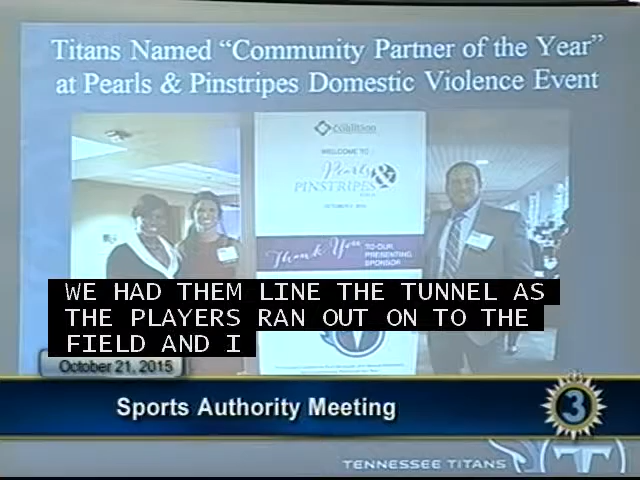 Titans Named “Community Partner of the Year”
at Pearls & Pinstripes Domestic Violence Event
Coalition
WELCOME TO
Pearls &
PINSTRIPES
Thank You TO OUR
PRESENTING
SPONSOR
WE HAD THEM LINE THE TUNNEL AS
THE PLAYERS RAN OUT ON TO THE
FIELD AND I
October 21, 2015
Sports Authority Meeting
3
TENNESSEE TITANS